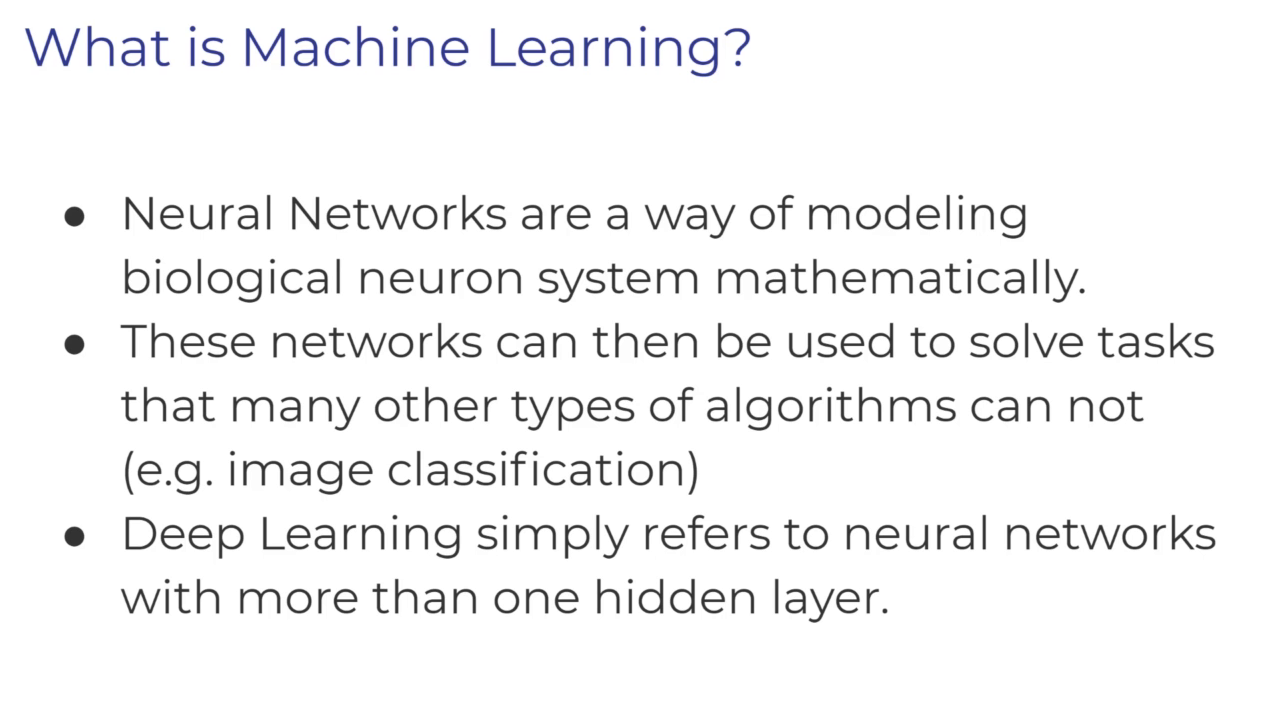 What is Machine Learning?
● Neural Networks are a way of modeling
biological neuron system mathematically.
● These networks can then be used to solve tasks
that many other types of algorithms can not
(e.g. image classification)
● Deep Learning simply refers to neural networks
with more than one hidden layer.